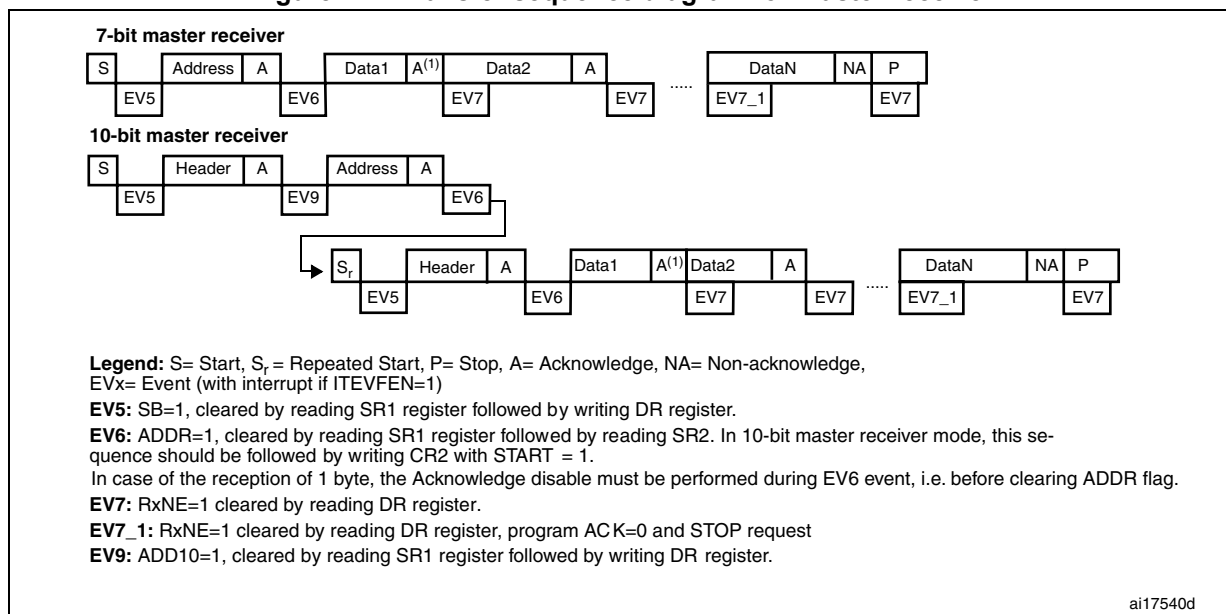 7-bit master receiver
S Address A Data1 A(1) Data2 A ..... DataN NA P
EV5 EV6 EV7 EV7 EV7_1 EV7
10-bit master receiver
S Header A Address A
EV5 EV9 EV6
Sr Header A Data1 A(1) Data2 A ..... DataN NA P
EV5 EV6 EV7 EV7 EV7_1 EV7
Legend: S= Start, Sr = Repeated Start, P= Stop, A= Acknowledge, NA= Non-acknowledge,
EVx= Event (with interrupt if ITEVFEN=1)
EV5: SB=1, cleared by reading SR1 register followed by writing DR register.
EV6: ADDR=1, cleared by reading SR1 register followed by reading SR2. In 10-bit master receiver mode, this se-
quence should be followed by writing CR2 with START = 1.
In case of the reception of 1 byte, the Acknowledge disable must be performed during EV6 event, i.e. before clearing ADDR flag.
EV7: RxNE=1 cleared by reading DR register.
EV7_1: RxNE=1 cleared by reading DR register, program ACK=0 and STOP request
EV9: ADD10=1, cleared by reading SR1 register followed by writing DR register.
ai17540d